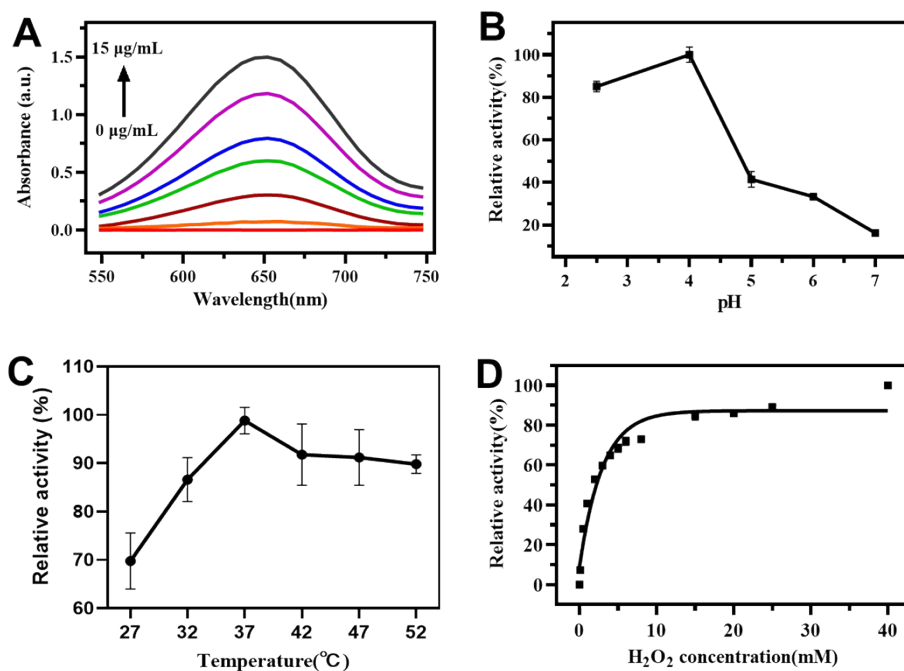 A
15 μg/mL
0 μg/mL
Absorbance (a.u.)
1.5
1.0
0.5
0.0
550 600 650 700 750
Wavelength(nm)
B
Relative activity(%)
100
80
60
40
20
2 3 4 5 6 7
pH
C
Relative activity (%)
110
100
90
80
70
60
27 32 37 42 47 52
Temperature(℃)
D
Relative activity(%)
100
80
60
40
20
0
0 10 20 30 40
H₂O₂ concentration(mM)